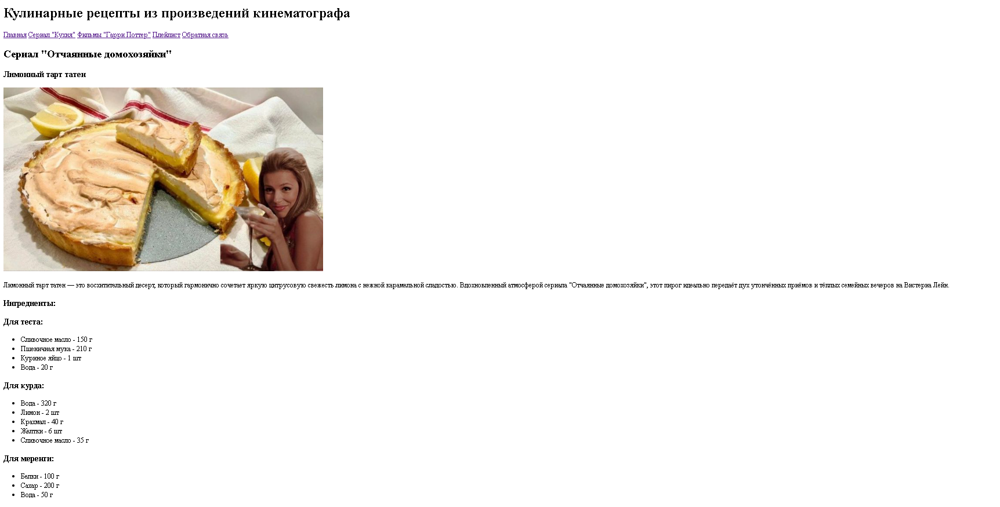 Кулинарные рецепты из произведений кинематографа
Главная Сериал "Кухня" Фильмы "Гарри Поттер" Плейлист Обратная связь
Сериал "Отчаянные домохозяйки"
Лимонный тарт татен
Лимонный тарт татен — это восхитительный десерт, который гармонично сочетает яркую цитрусовую свежесть лимона с нежной карамельной сладостью. Вдохновленный атмосферой сериала "Отчаянные домохозяйки", этот пирог идеально передаёт дух утончённых приёмов и тёплых семейных вечеров на Вистериа Лейн.
Ингредиенты:
Для теста:
• Сливочное масло - 150 г
• Пшеничная мука - 210 г
• Куриное яйцо - 1 шт
• Вода - 20 г
Для курда:
• Вода - 320 г
• Лимон - 2 шт
• Крахмал - 40 г
• Желтки - 6 шт
• Сливочное масло - 35 г
Для меренги:
• Белки - 100 г
• Сахар - 200 г
• Вода - 50 г